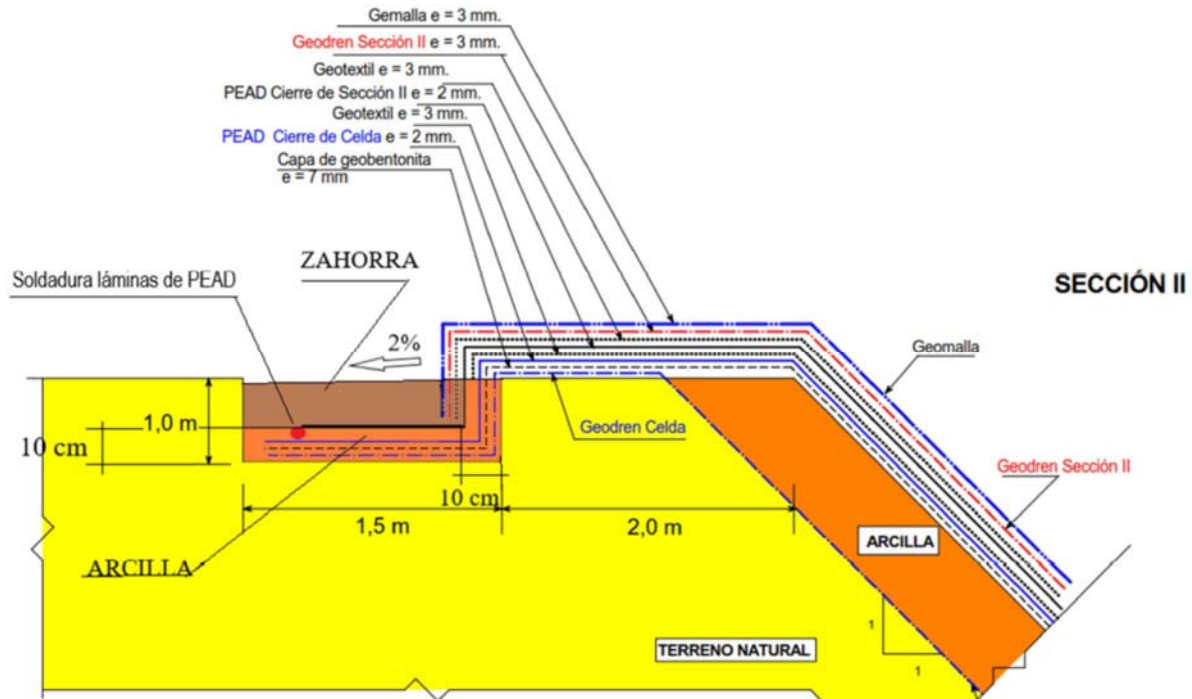 Gemalla e = 3 mm.
Geodren Sección II e = 3 mm.
Geotextil e = 3 mm.
PEAD Cierre de Sección II e = 2 mm.
Geotextil e = 3 mm.
PEAD Cierre de Celda e = 2 mm.
Capa de geobentonita
e = 7 mm
ZAHORRA
Soldadura láminas de PEAD
SECCIÓN II
2%
Geomalla
1,0 m
Geodren Celda
10 cm
Geodren Sección II
10 cm
1,5 m
2,0 m
ARCILLA
ARCILLA
1
TERRENO NATURAL
1